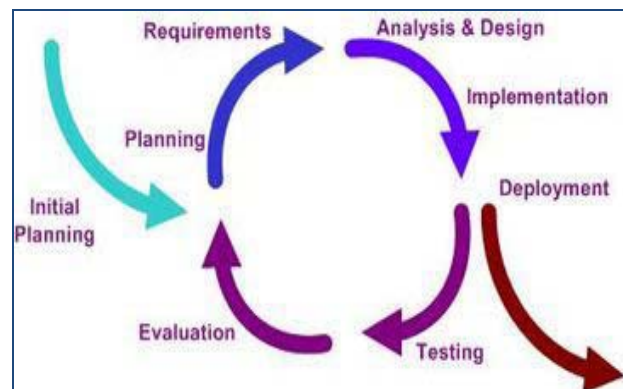 Requirements
Analysis & Design
Implementation
Planning
Deployment
Initial
Planning
Evaluation
Testing